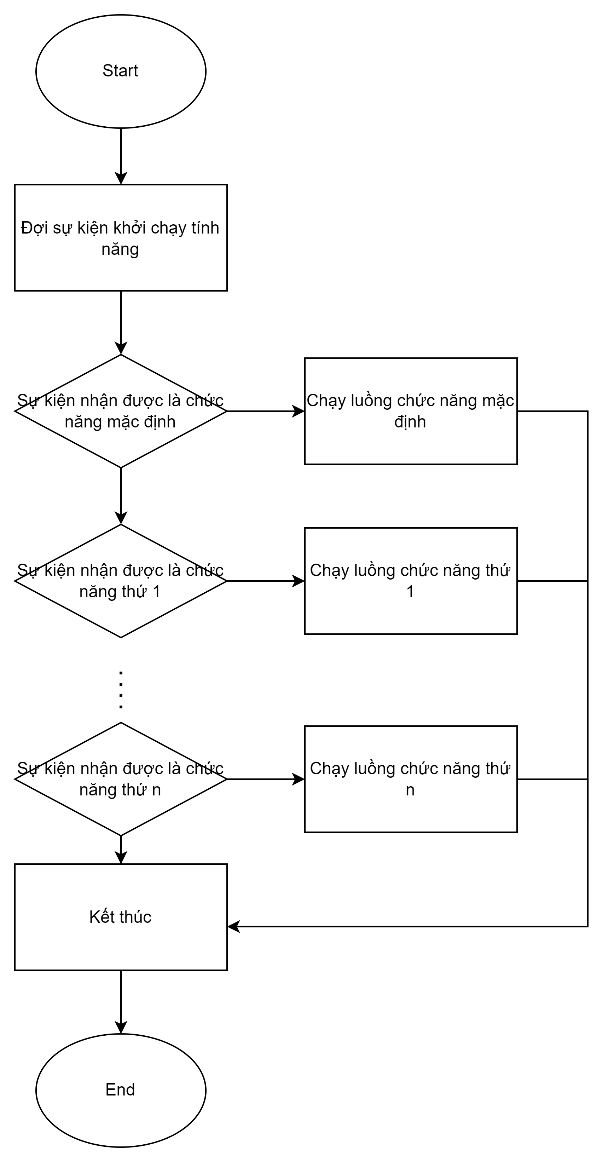 Start
Đợi sự kiện khởi chạy tính
năng
Sự kiện nhận được là chức
năng mặc định
Chạy luồng chức năng mặc
định
Sự kiện nhận được là chức
năng thứ 1
Chạy luồng chức năng thứ
1
Sự kiện nhận được là chức
năng thứ n
Chạy luồng chức năng thứ
n
Kết thúc
End